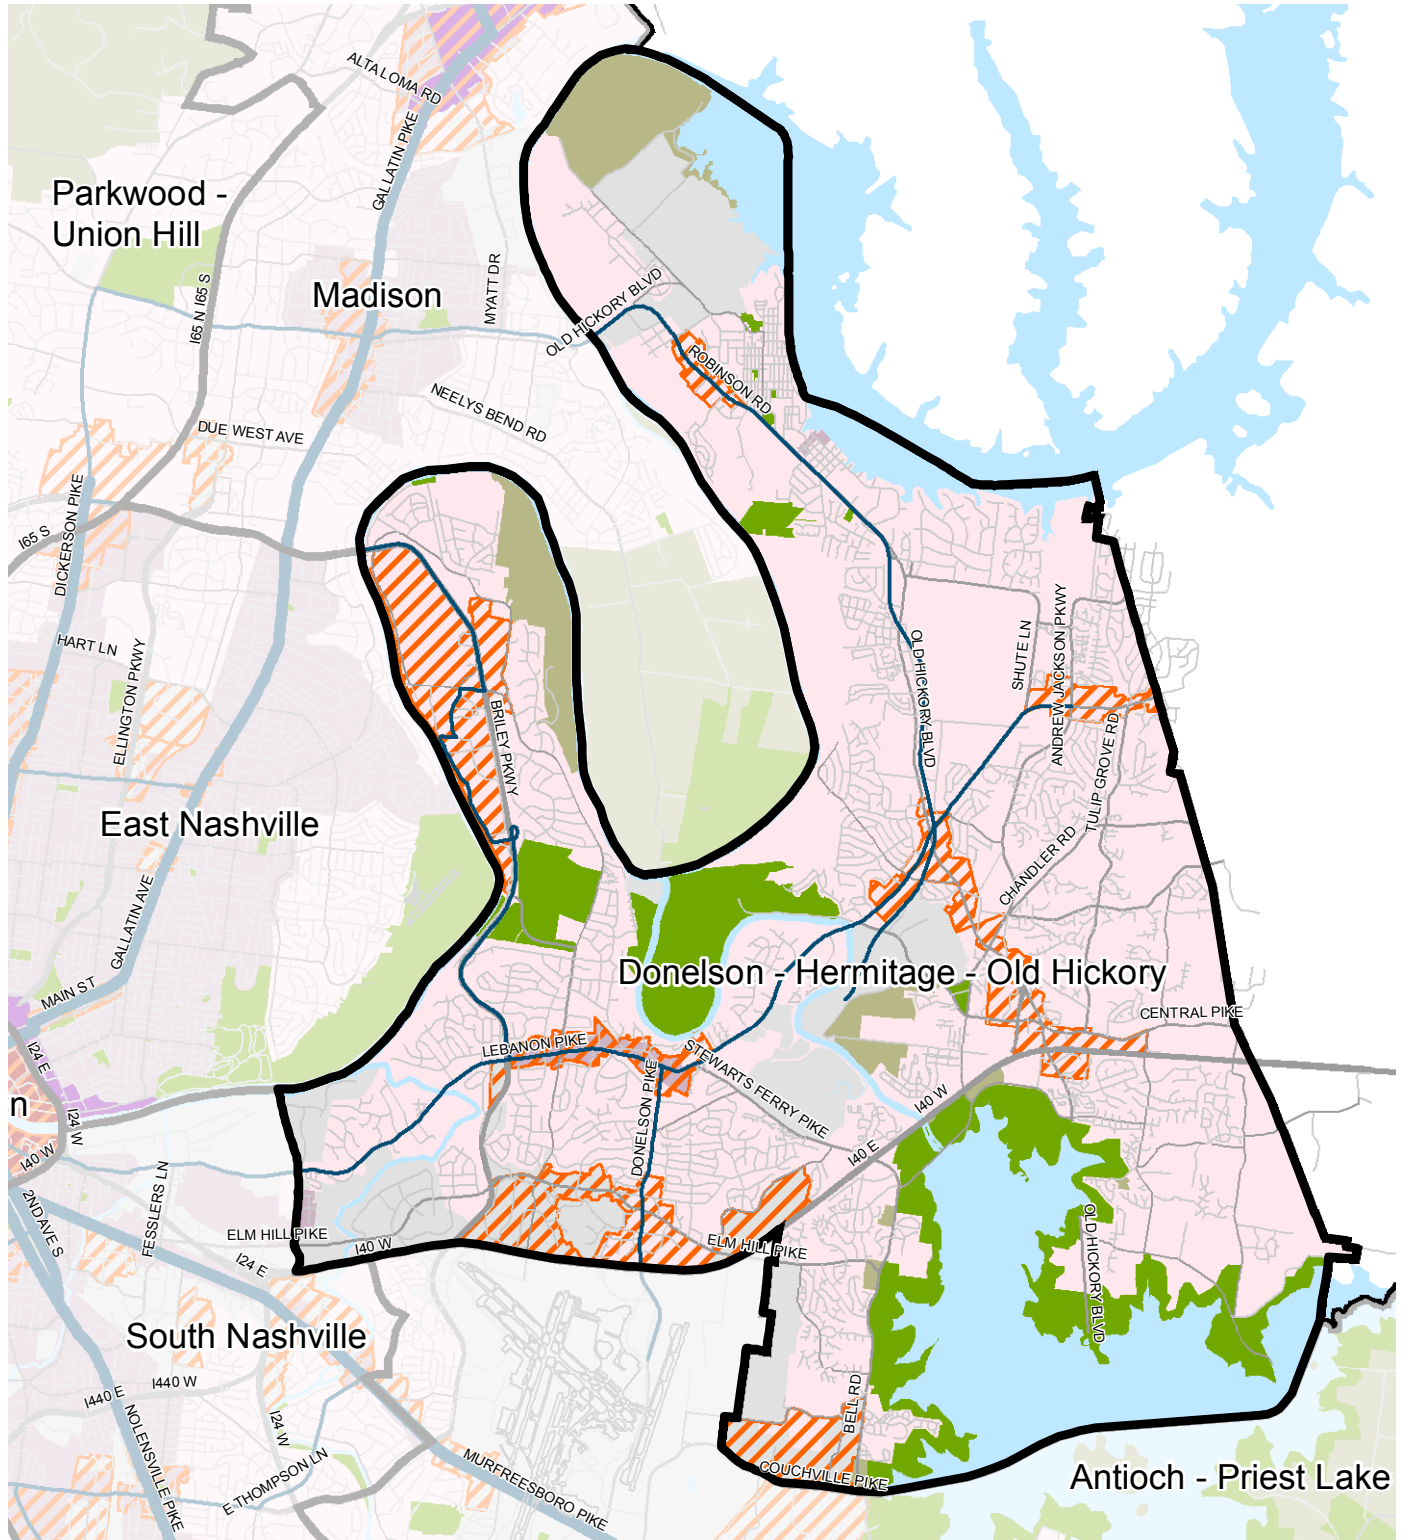 ALTA LOMA RD
GALLATIN PIKE
Parkwood -
Union Hill
MYATT DR
I65 N I65 S
Madison
OLD HICKORY BLVD
ROBINSON RD
NEELYS BEND RD
DUE WEST AVE
I65 S
DICKERSON PIKE
HART LN
ELLINGTON PKWY
SHUTE LN
ANDREW JACKSON PKWY
OLD HICKORY BLVD
BRILEY PKWY
TULIP GROVE RD
East Nashville
CHANDLER RD
GALLATIN AVE
MAIN ST
Donelson - Hermitage - Old Hickory
CENTRAL PIKE
LEBANON PIKE
STEWARTS FERRY PIKE
DONELSON PIKE
I24 E
n
I24 W
I40 W
I40 W
I40 E
2ND AVE S
FESSLERS LN
ELM HILL PIKE
I24 E
I40 W
ELM HILL PIKE
OLD HICKORY BLVD
South Nashville
I440 W
I440 E
NOLENSVILLE PIKE
I24 W
E THOMPSON LN
MURFREESBORO PIKE
BELL RD
COUCHVILLE PIKE
Antioch - Priest Lake